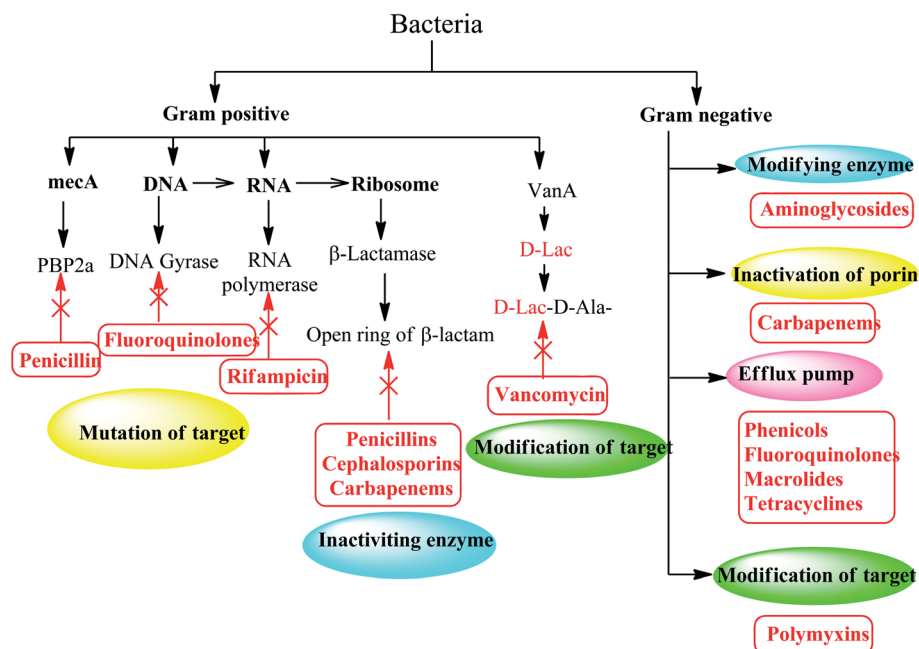 Bacteria
Gram positive
Gram negative
mecA
DNA
RNA
Ribosome
VanA
PBP2a
DNA Gyrase
RNA
polymerase
β-Lactamase
D-Lac
Open ring of β-lactam
D-Lac-D-Ala-
Penicillin
Fluoroquinolones
Rifampicin
Penicillins
Cephalosporins
Carbapenems
Vancomycin
Mutation of target
Inactiviting enzyme
Modification of target
Modifying enzyme
Aminoglycosides
Inactivation of porin
Carbapenems
Efflux pump
Phenicols
Fluoroquinolones
Macrolides
Tetracyclines
Modification of target
Polymyxins